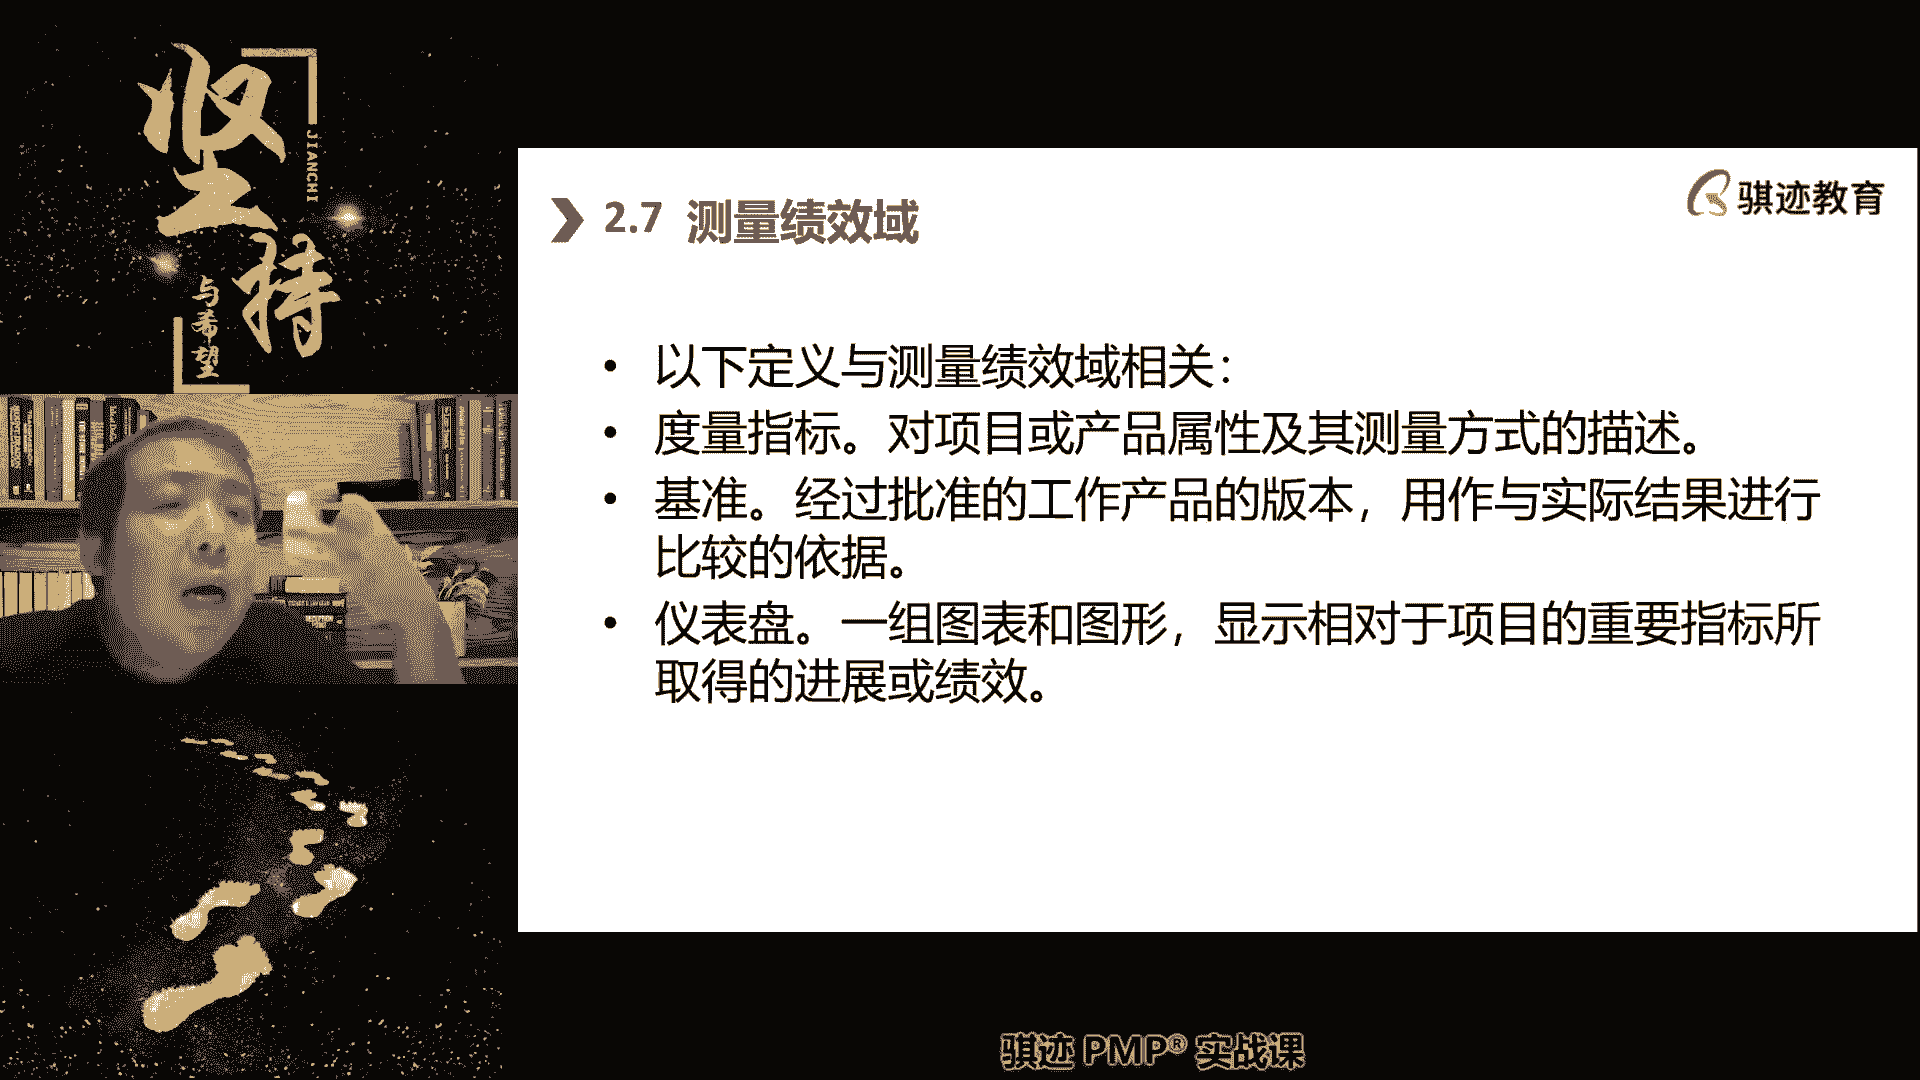 坚持
JIANCHI
与希望
骐迹教育
2.7 测量绩效域
• 以下定义与测量绩效域相关：
• 度量指标。对项目或产品属性及其测量方式的描述。
• 基准。经过批准的工作产品的版本，用作与实际结果进行
比较的依据。
• 仪表盘。一组图表和图形，显示相对于项目的重要指标所
取得的进展或绩效。
骐迹 PMP® 实战课